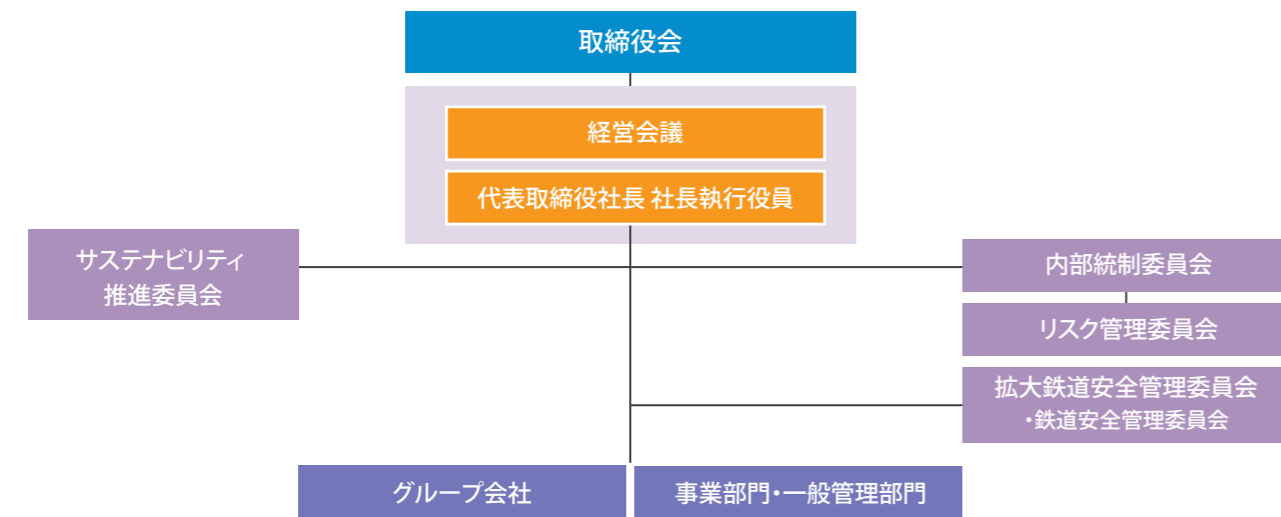 取締役会
経営会議
代表取締役社長 社長執行役員
サステナビリティ
推進委員会
内部統制委員会
リスク管理委員会
拡大鉄道安全管理委員会
・鉄道安全管理委員会
グループ会社
事業部門・一般管理部門